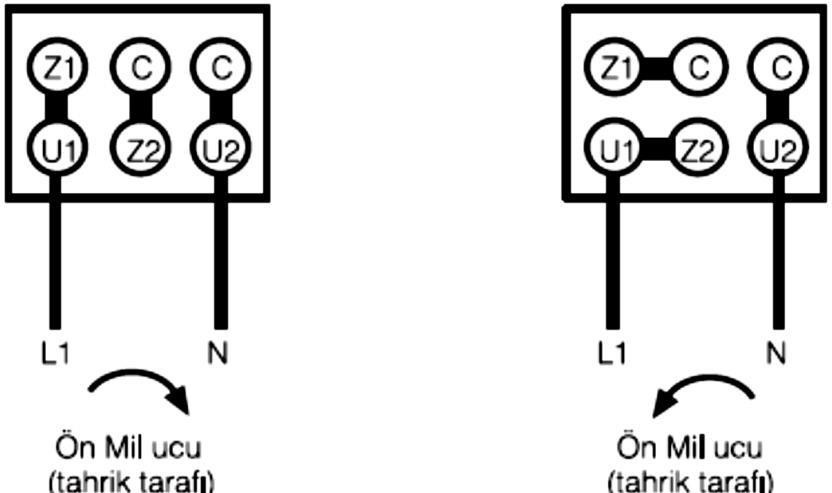 Z1 C C
U1 Z2 U2
L1 N
Ön Mil ucu
(tahrik tarafı)
Z1 C C
U1 Z2 U2
L1 N
Ön Mil ucu
(tahrik tarafı)